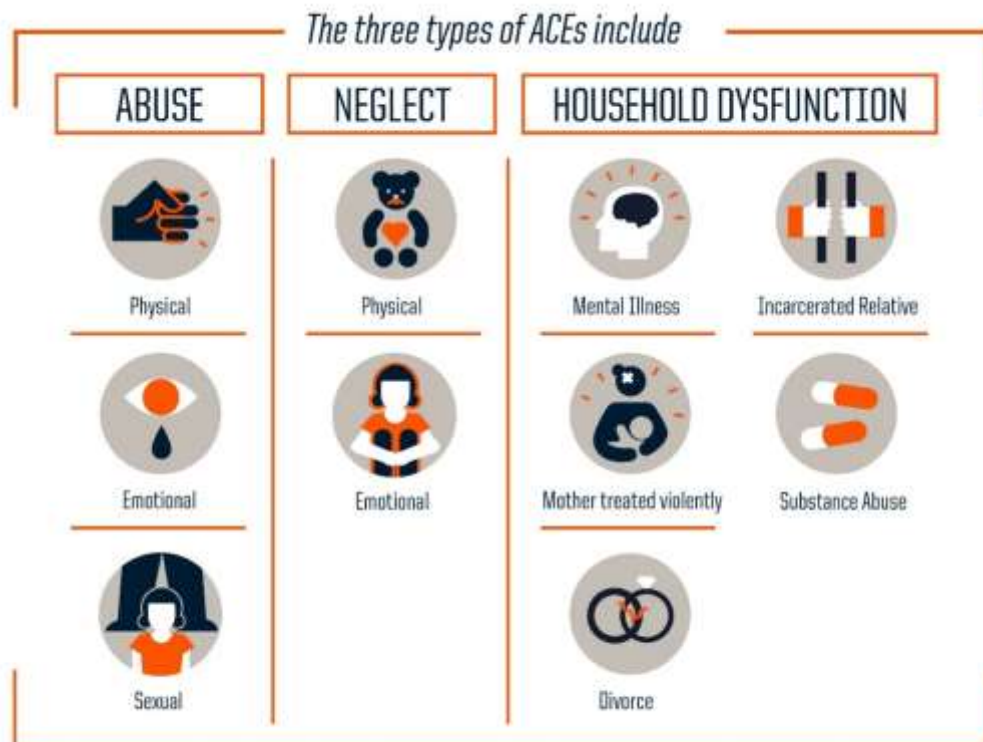 The three types of ACEs include
ABUSE
NEGLECT
HOUSEHOLD DYSFUNCTION
Physical
Physical
Mental Illness
Incarcerated Relative
Emotional
Emotional
Mother treated violently
Substance Abuse
Sexual
Divorce